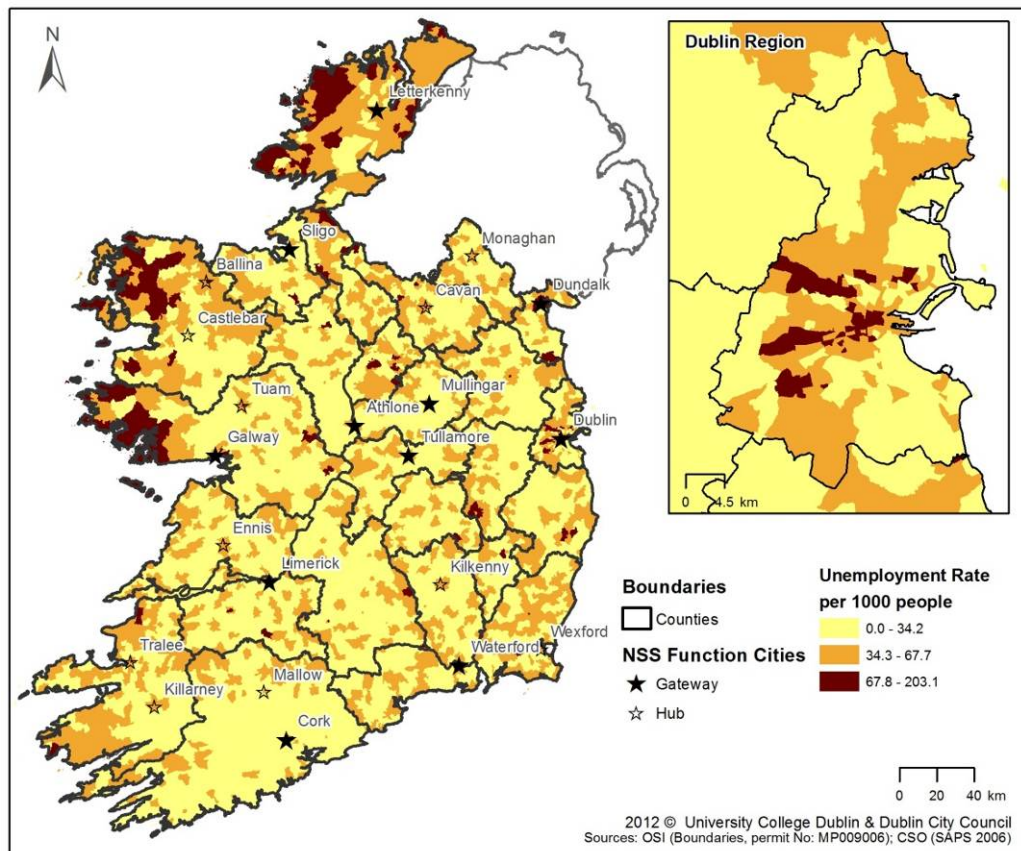 N
Letterkenny
Sligo
Monaghan
Ballina
Cavan
Dundalk
Castlebar
Tuam
Mullingar
Athlone
Dublin
Galway
Tullamore
Ennis
Limerick
Kilkenny
Wexford
Tralee
Waterford
Killarney
Mallow
Cork
Dublin Region
0 4.5 km
Boundaries
Counties
NSS Function Cities
Gateway
Hub
Unemployment Rate
per 1000 people
0.0 - 34.2
34.3 - 67.7
67.8 - 203.1
0 20 40 km
2012 © University College Dublin & Dublin City Council
Sources: OSI (Boundaries, permit No: MP009006); CSO (SAPS 2006)